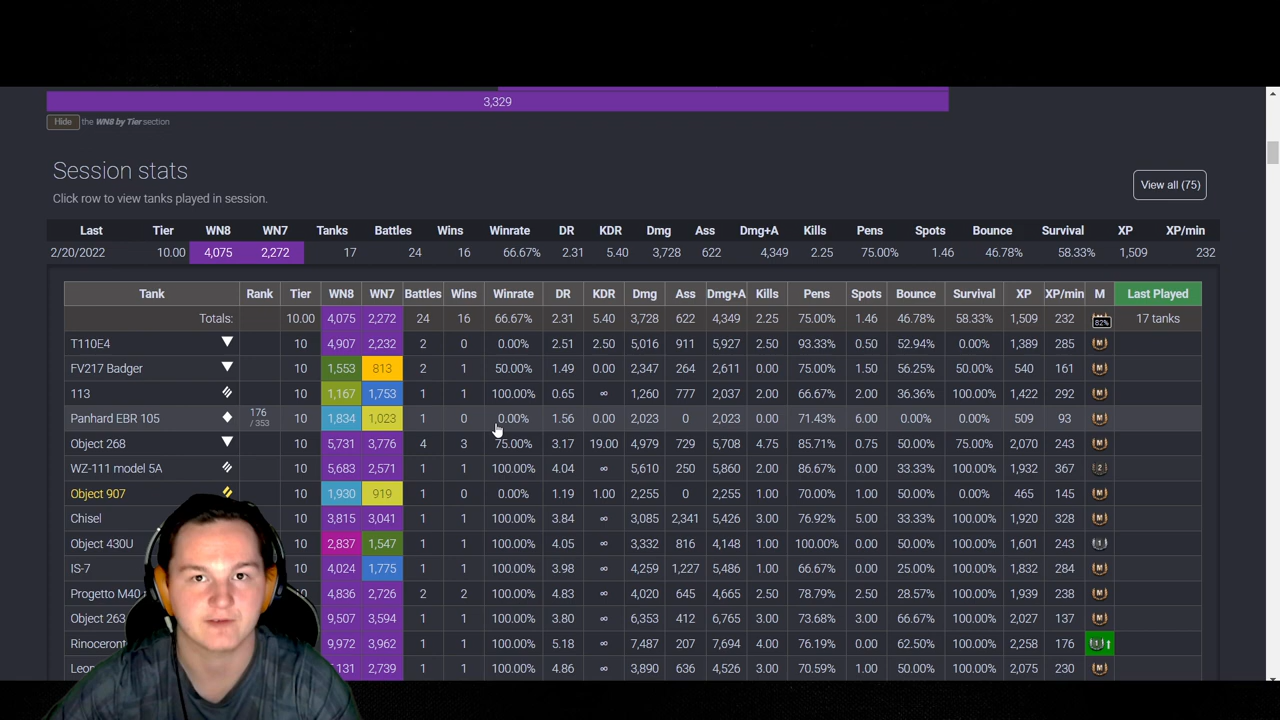 3,329
Hide the WN8 by Tier section
Session stats
Click row to view tanks played in session.
View all (75)
Last Tier WN8 WN7 Tanks Battles Wins Winrate DR KDR Dmg Ass Dmg+A Kills Pens Spots Bounce Survival XP XP/min
2/20/2022 10.00 4,075 2,272 17 24 16 66.67% 2.31 5.40 3,728 622 4,349 2.25 75.00% 1.46 46.78% 58.33% 1,509 232
Tank Rank Tier WN8 WN7 Battles Wins Winrate DR KDR Dmg Ass Dmg+A Kills Pens Spots Bounce Survival XP XP/min M Last Played
Totals: 10.00 4,075 2,272 24 16 66.67% 2.31 5.40 3,728 622 4,349 2.25 75.00% 1.46 46.78% 58.33% 1,509 232 82% 17 tanks
T110E4 10 4,907 2,232 2 0 0.00% 2.51 2.50 5,016 911 5,927 2.50 93.33% 0.50 52.94% 0.00% 1,389 285 M
FV217 Badger 10 1,553 813 2 1 50.00% 1.49 0.00 2,347 264 2,611 0.00 75.00% 1.50 56.25% 50.00% 540 161 M
113 10 1,167 1,753 1 1 100.00% 0.65 ∞ 1,260 777 2,037 2.00 66.67% 2.00 36.36% 100.00% 1,422 292 M
Panhard EBR 105 176 / 353 10 1,834 1,023 1 0 0.00% 1.56 0.00 2,023 0 2,023 0.00 71.43% 6.00 0.00% 0.00% 509 93 M
Object 268 10 5,731 3,776 4 3 75.00% 3.17 19.00 4,979 729 5,708 4.75 85.71% 0.75 50.00% 75.00% 2,070 243 M
WZ-111 model 5A 10 5,683 2,571 1 1 100.00% 4.04 ∞ 5,610 250 5,860 2.00 86.67% 0.00 33.33% 100.00% 1,932 367 2
Object 907 10 1,930 919 1 0 0.00% 1.19 1.00 2,255 0 2,255 1.00 70.00% 1.00 50.00% 0.00% 465 145 M
Chisel 10 3,815 3,041 1 1 100.00% 3.84 ∞ 3,085 2,341 5,426 3.00 76.92% 5.00 33.33% 100.00% 1,920 328 M
Object 430U 10 2,837 1,547 1 1 100.00% 4.05 ∞ 3,332 816 4,148 1.00 100.00% 0.00 50.00% 100.00% 1,601 243 1
IS-7 10 4,024 1,775 1 1 100.00% 3.98 ∞ 4,259 1,227 5,486 1.00 66.67% 0.00 25.00% 100.00% 1,832 284 M
Progetto M40 10 4,836 2,726 2 2 100.00% 4.83 ∞ 4,020 645 4,665 2.50 78.79% 2.50 28.57% 100.00% 1,939 238 M
Object 263 10 9,507 3,594 1 1 100.00% 3.80 ∞ 6,353 412 6,765 3.00 73.68% 3.00 66.67% 100.00% 2,027 137 M
Rinoceront 10 9,972 3,962 1 1 100.00% 5.18 ∞ 7,487 207 7,694 4.00 76.19% 0.00 62.50% 100.00% 2,258 176 1
Leop 131 2,739 1 1 100.00% 4.86 ∞ 3,890 636 4,526 4.00 70.59% 1.00 50.00% 100.00% 2,075 230 M